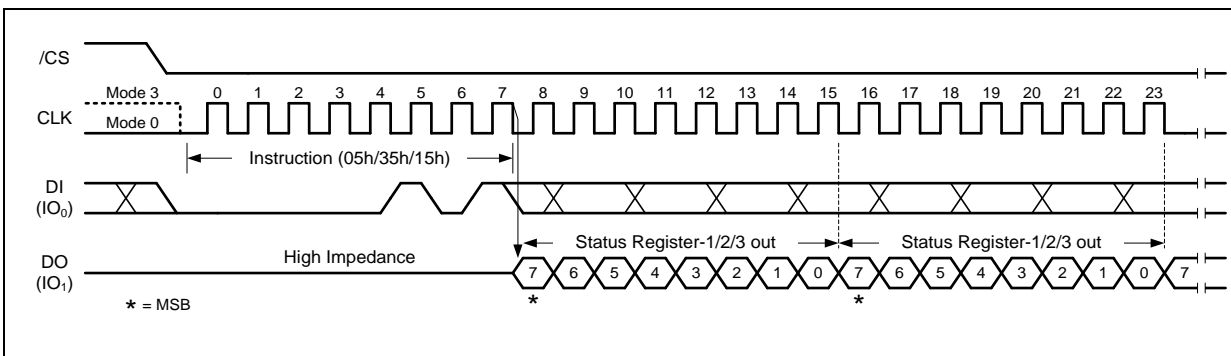 /CS
Mode 3 0 1 2 3 4 5 6 7 8 9 10 11 12 13 14 15 16 17 18 19 20 21 22 23
CLK
Mode 0
Instruction (05h/35h/15h)
DI
(IO₀)
Status Register-1/2/3 out Status Register-1/2/3 out
High Impedance
DO 7 6 5 4 3 2 1 0 7 6 5 4 3 2 1 0 7
(IO₁)
* = MSB * *